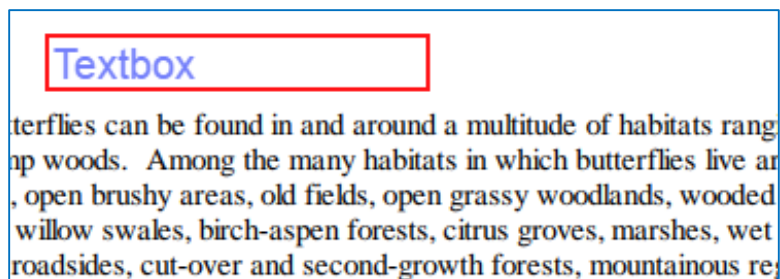 Textbox
terflies can be found in and around a multitude of habitats rang
np woods. Among the many habitats in which butterflies live ar
, open brushy areas, old fields, open grassy woodlands, wooded
willow swales, birch-aspen forests, citrus groves, marshes, wet
roadsides, cut-over and second-growth forests, mountainous re